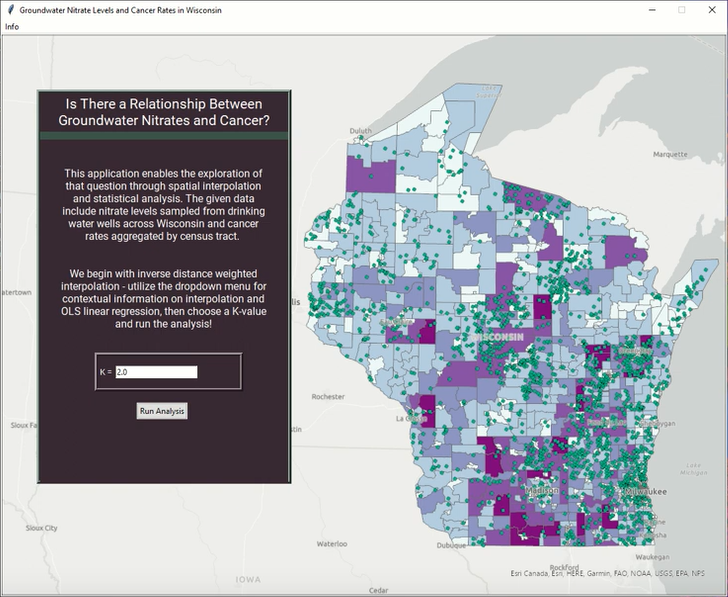 Groundwater Nitrate Levels and Cancer Rates in Wisconsin
Info
Is There a Relationship Between
Groundwater Nitrates and Cancer?
This application enables the exploration of
that question through spatial interpolation
and statistical analysis. The given data
include nitrate levels sampled from drinking
water wells across Wisconsin and cancer
rates aggregated by census tract.
We begin with inverse distance weighted
interpolation - utilize the dropdown menu for
contextual information on interpolation and
OLS linear regression, then choose a K-value
and run the analysis!
K = 2.0
Run Analysis
Duluth
Marquette
atertown
lis
WISCONSIN
Rochester
La
Sioux Fa
stin
Lake
Michigan
Madison
Milwaukee
Sioux City
Waterloo
Dubuque
Waukegan
Rockford
IOWA
Cedar
Esri Canada, Esri, HERE, Garmin, FAO, NOAA, USGS, EPA, NPS